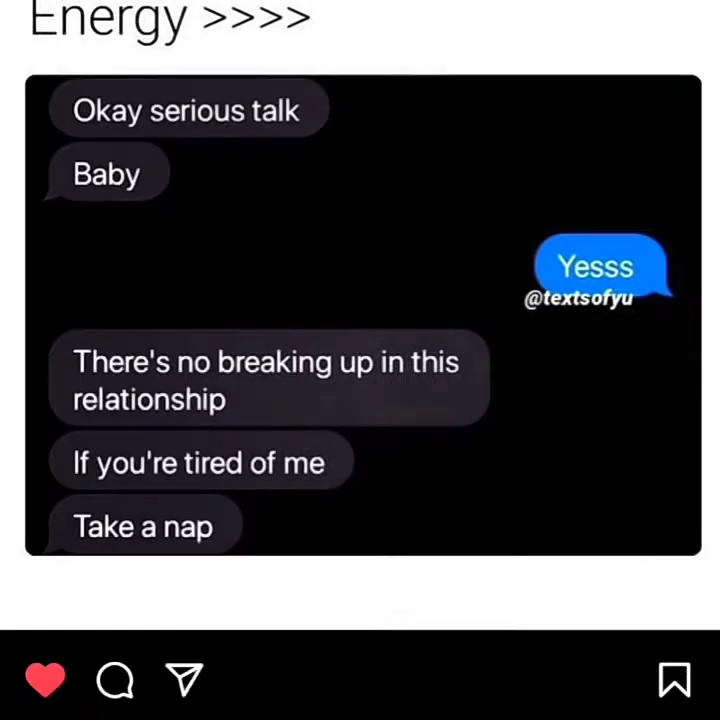 Energy >>>>
Okay serious talk
Baby
Yesss
@textsofyu
There's no breaking up in this
relationship
If you're tired of me
Take a nap